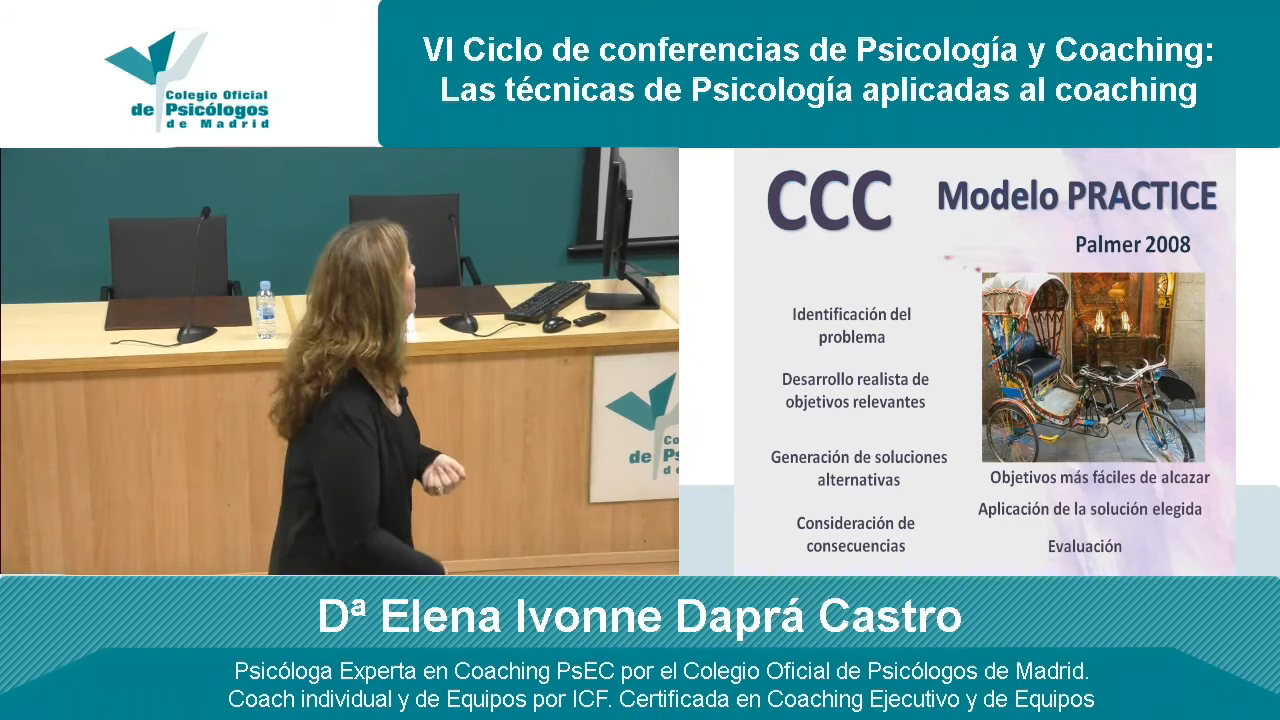 Colegio Oficial
de Psicólogos
de Madrid
VI Ciclo de conferencias de Psicología y Coaching:
Las técnicas de Psicología aplicadas al coaching
CCC
Modelo PRACTICE
Palmer 2008
Identificación del
problema
Desarrollo realista de
objetivos relevantes
Generación de soluciones
alternativas
Consideración de
consecuencias
Objetivos más fáciles de alcazar
Aplicación de la solución elegida
Evaluación
Dª Elena Ivonne Daprá Castro
Psicóloga Experta en Coaching PsEC por el Colegio Oficial de Psicólogos de Madrid.
Coach individual y de Equipos por ICF. Certificada en Coaching Ejecutivo y de Equipos